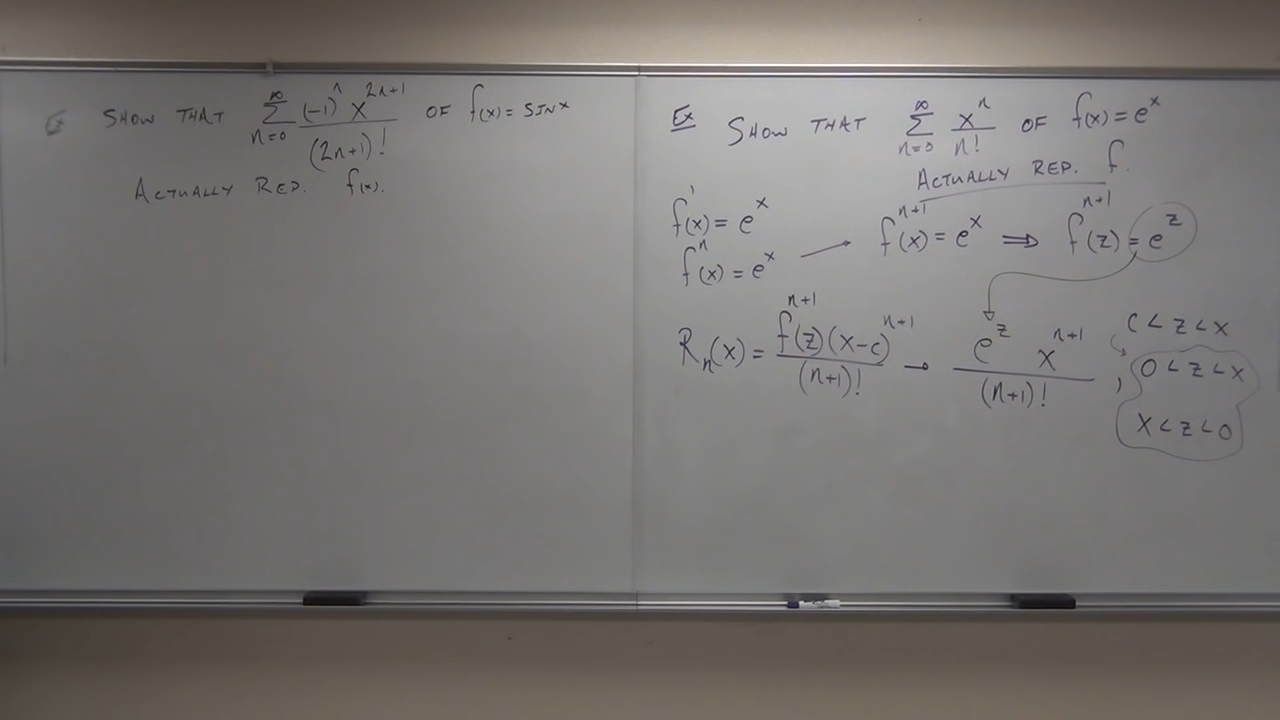 Ex SHOW THAT ∞ Σ n=0 (-1)^n x^{2n+1} / (2n+1)! OF f(x) = SIN x
ACTUALLY REP. f(x).
Ex SHOW THAT ∞ Σ n=0 x^n / n! OF f(x) = e^x
ACTUALLY REP. f.
f'(x) = e^x
f^n(x) = e^x → f^{n+1}(x) = e^x ⇒ f^{n+1}(z) = e^z
R_n(x) = f^{n+1}(z)(x-c)^{n+1} / (n+1)! → e^z x^{n+1} / (n+1)! ,
c < z < x
0 < z < x
x < z < 0